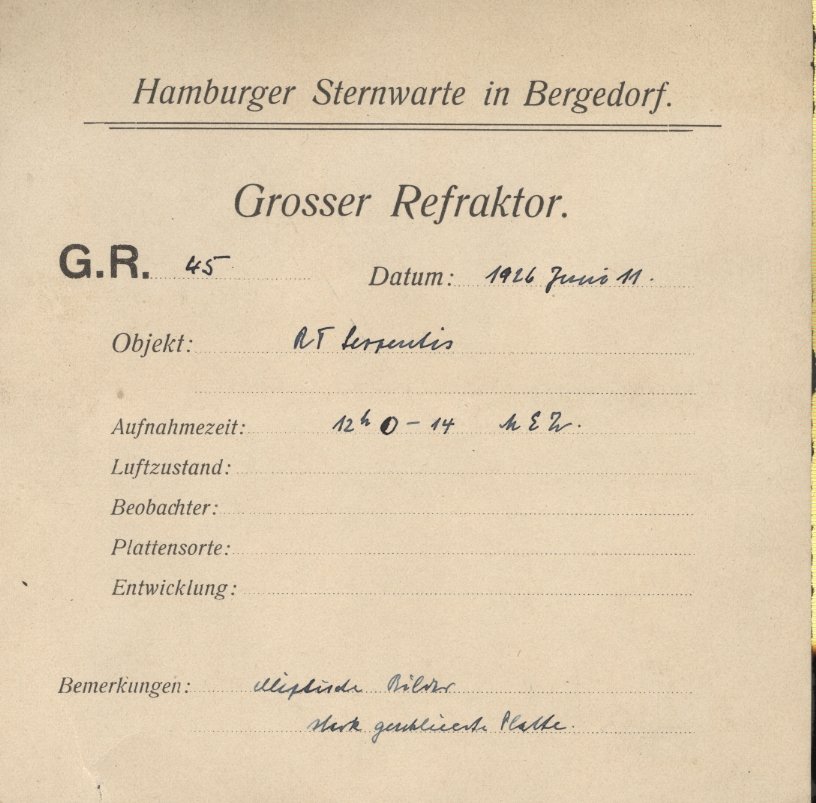 Hamburger Sternwarte in Bergedorf.
Grosser Refraktor.
G.R. 45
Datum: 1926 Juni 11.
Objekt: RT Serpentis
Aufnahmezeit: 12h 0 – 14 MEZ.
Luftzustand:
Beobachter:
Plattensorte:
Entwicklung:
Bemerkungen: elliptische Bilder
stark Platte.